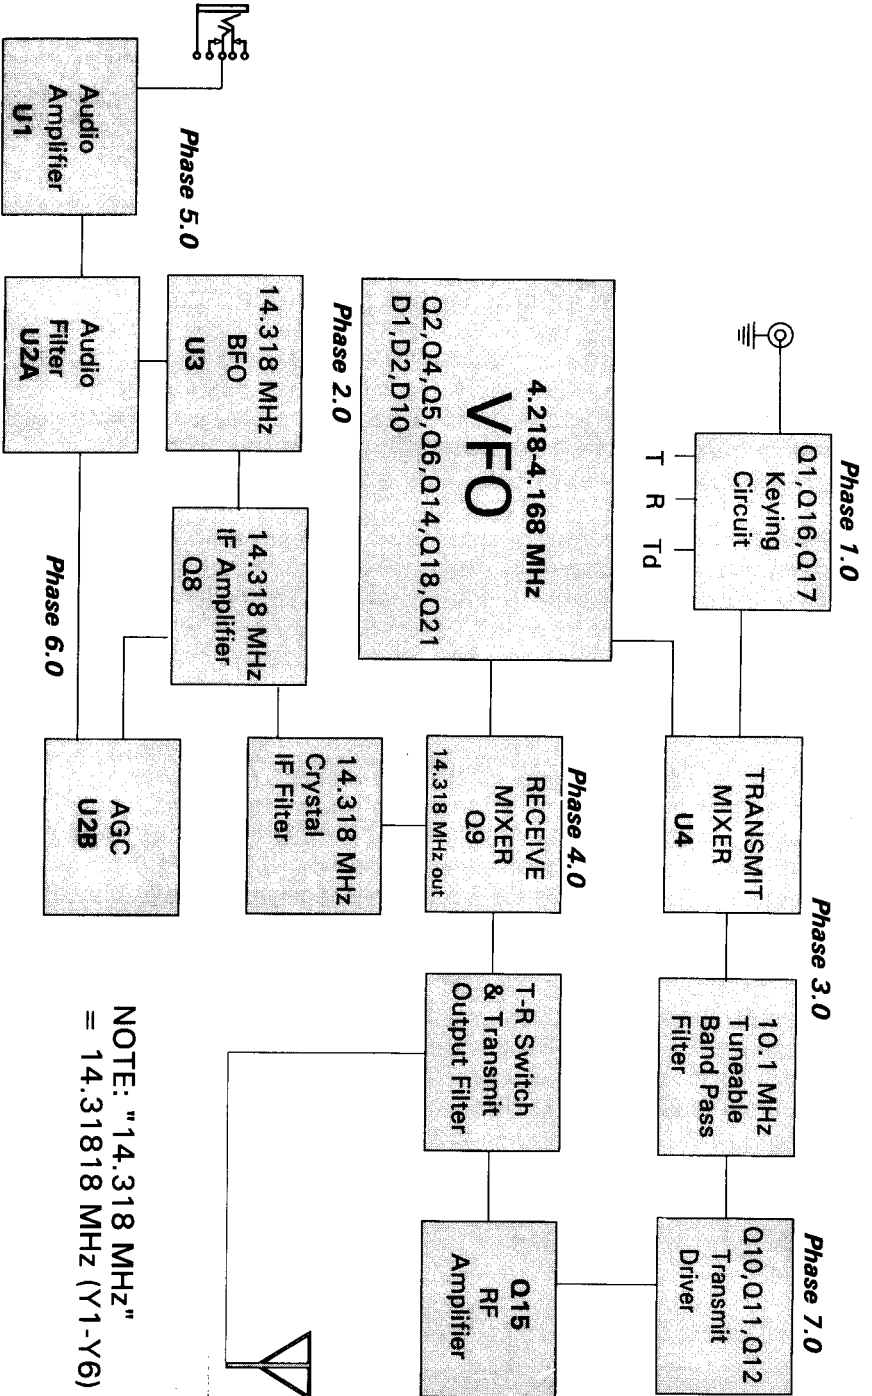 Phase 1.0
Q1,Q16,Q17
Keying
Circuit
T R Td
Phase 3.0
TRANSMIT
MIXER
U4
10.1 MHz
Tuneable
Band Pass
Filter
Phase 7.0
Q10,Q11,Q12
Transmit
Driver
4.218-4.168 MHz
VFO
Q2,Q4,Q5,Q6,Q14,Q18,Q21
D1,D2,D10
Phase 2.0
Phase 4.0
RECEIVE
MIXER
Q9
14.318 MHz out
T-R Switch
& Transmit
Output Filter
Q15
RF
Amplifier
14.318 MHz
Crystal
IF Filter
14.318 MHz
IF Amplifier
Q8
14.318 MHz
BFO
U3
Phase 5.0
Audio
Amplifier
U1
Audio
Filter
U2A
Phase 6.0
AGC
U2B
NOTE: "14.318 MHz"
= 14.31818 MHz (Y1-Y6)